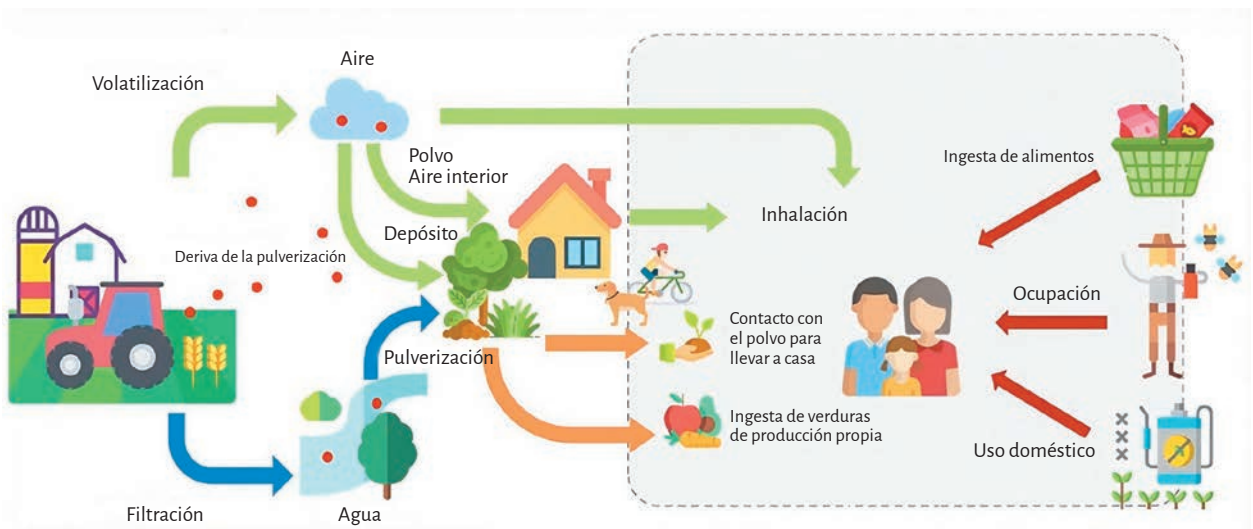 Aire
Volatilización
Polvo
Aire interior
Depósito
Deriva de la pulverización
Pulverización
Filtración
Agua
Inhalación
Contacto con
el polvo para
llevar a casa
Ingesta de verduras
de producción propia
Ingesta de alimentos
Ocupación
Uso doméstico